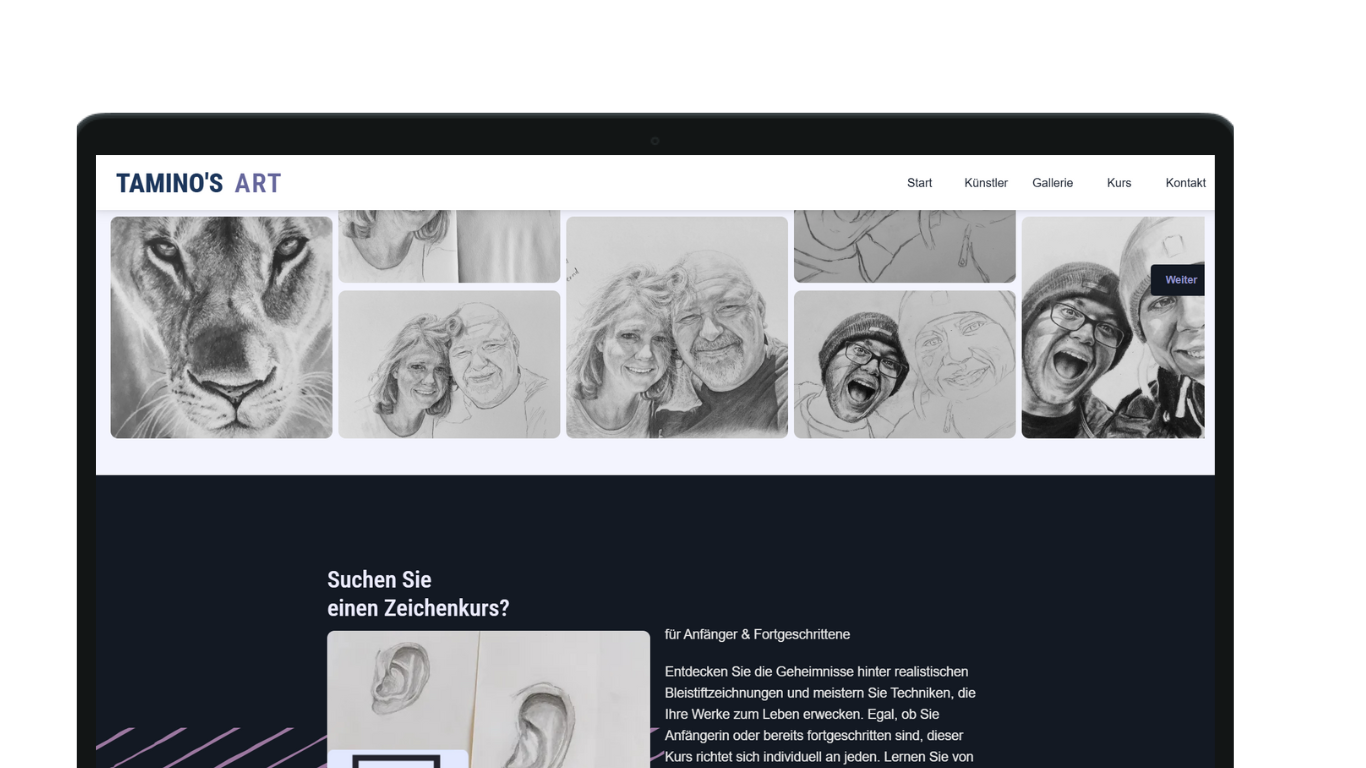 TAMINO'S ART
Start Künstler Gallerie Kurs Kontakt
Weiter
Suchen Sie
einen Zeichenkurs?
für Anfänger & Fortgeschrittene
Entdecken Sie die Geheimnisse hinter realistischen
Bleistiftzeichnungen und meistern Sie Techniken, die
Ihre Werke zum Leben erwecken. Egal, ob Sie
Anfängerin oder bereits fortgeschritten sind, dieser
Kurs richtet sich individuell an jeden. Lernen Sie von